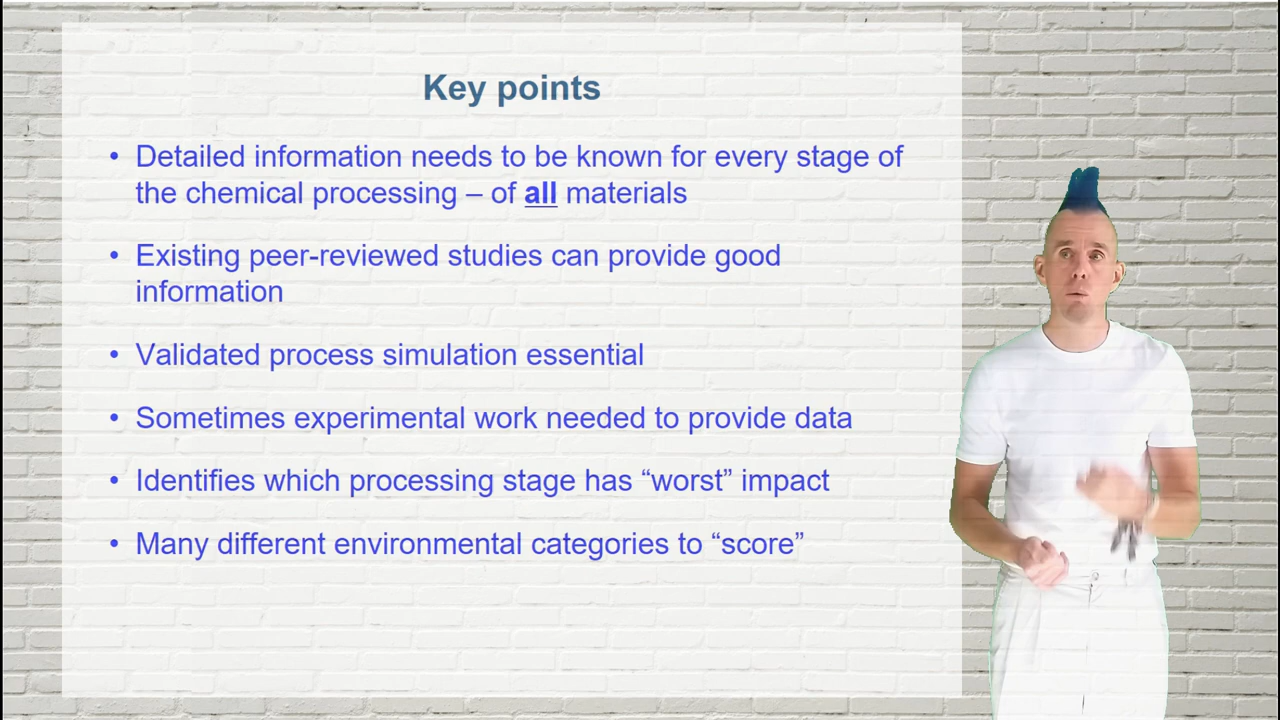 Key points
• Detailed information needs to be known for every stage of
the chemical processing – of all materials
• Existing peer-reviewed studies can provide good
information
• Validated process simulation essential
• Sometimes experimental work needed to provide data
• Identifies which processing stage has “worst” impact
• Many different environmental categories to “score”